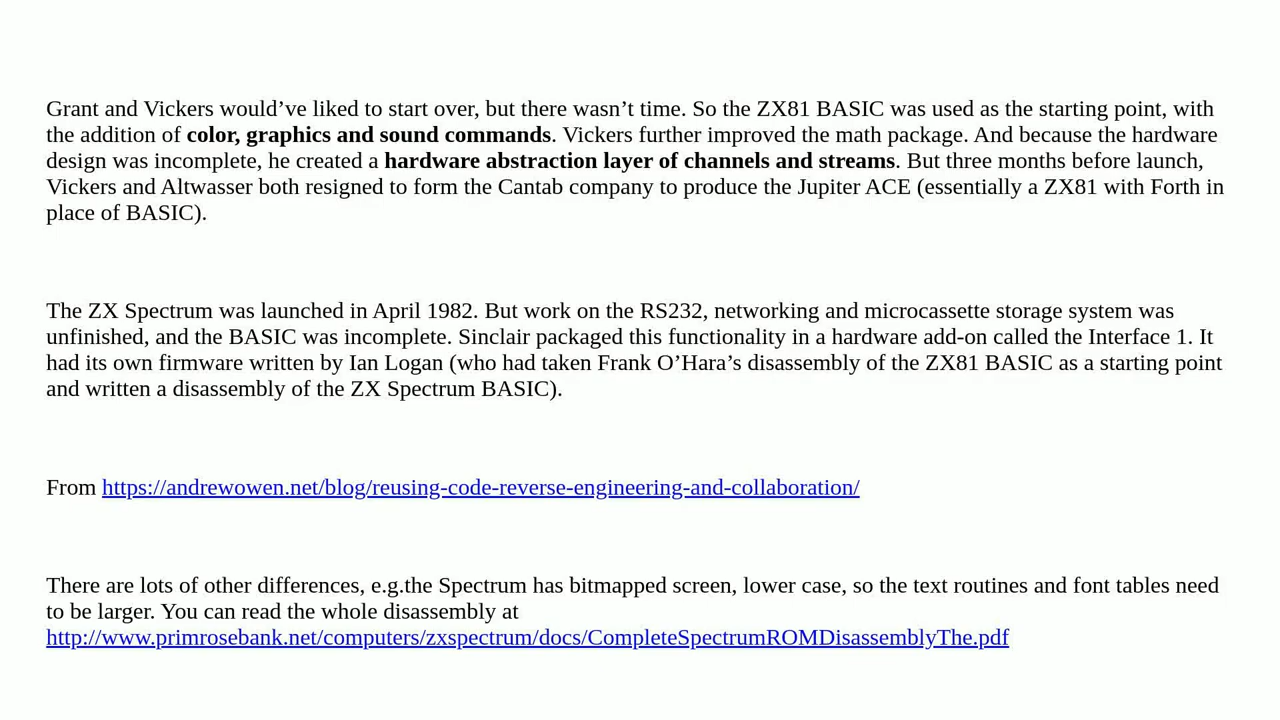 Grant and Vickers would’ve liked to start over, but there wasn’t time. So the ZX81 BASIC was used as the starting point, with
the addition of color, graphics and sound commands. Vickers further improved the math package. And because the hardware
design was incomplete, he created a hardware abstraction layer of channels and streams. But three months before launch,
Vickers and Altwasser both resigned to form the Cantab company to produce the Jupiter ACE (essentially a ZX81 with Forth in
place of BASIC).
The ZX Spectrum was launched in April 1982. But work on the RS232, networking and microcassette storage system was
unfinished, and the BASIC was incomplete. Sinclair packaged this functionality in a hardware add-on called the Interface 1. It
had its own firmware written by Ian Logan (who had taken Frank O’Hara’s disassembly of the ZX81 BASIC as a starting point
and written a disassembly of the ZX Spectrum BASIC).
From https://andrewowen.net/blog/reusing-code-reverse-engineering-and-collaboration/
There are lots of other differences, e.g.the Spectrum has bitmapped screen, lower case, so the text routines and font tables need
to be larger. You can read the whole disassembly at
http://www.primrosebank.net/computers/zxspectrum/docs/CompleteSpectrumROMDisassemblyThe.pdf